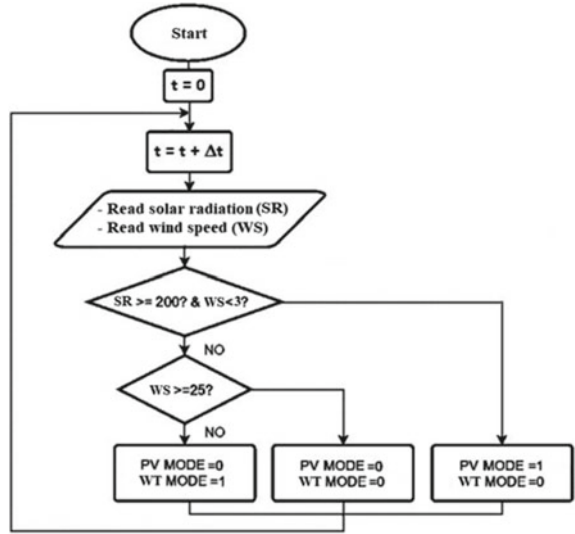 Start
t = 0
t = t + Δt
- Read solar radiation (SR)
- Read wind speed (WS)
SR >= 200? & WS<3?
NO
WS >=25?
NO
PV MODE =0
WT MODE =1
PV MODE =0
WT MODE =0
PV MODE =1
WT MODE =0